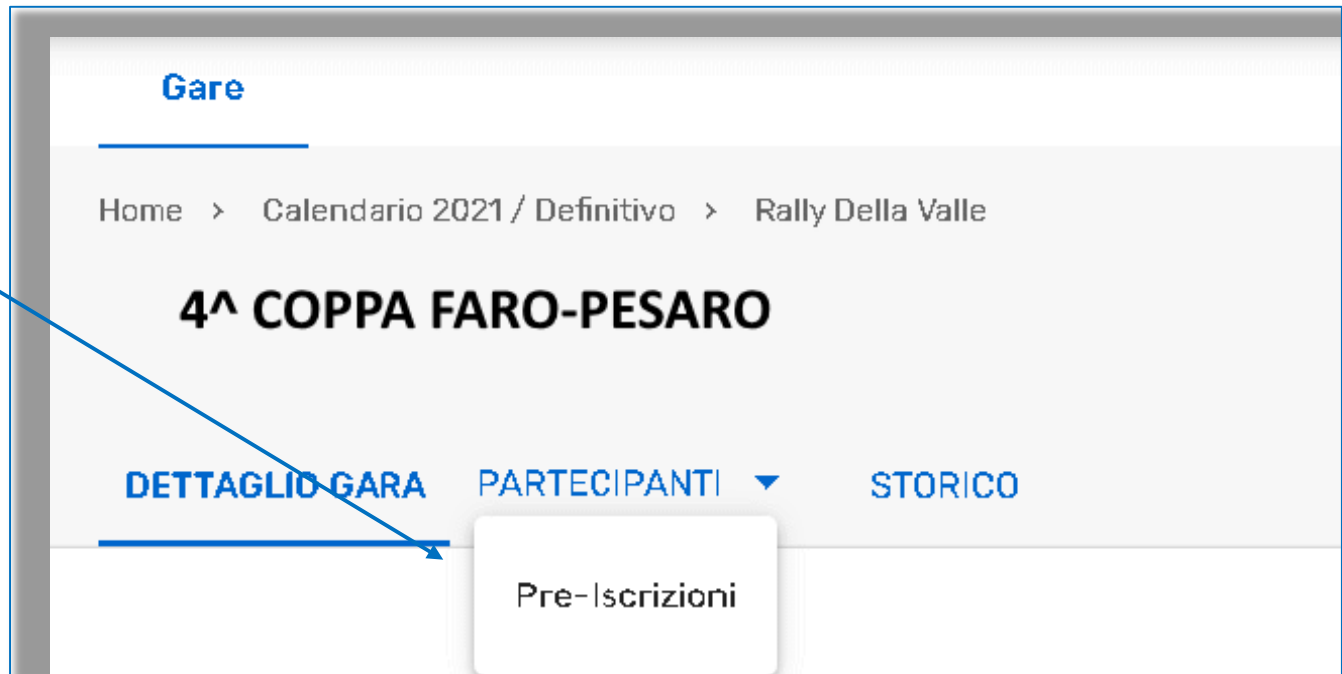 Gare
Home > Calendario 2021 / Definitivo > Rally Della Valle
4^ COPPA FARO-PESARO
DETTAGLIO GARA PARTECIPANTI STORICO
Pre-Iscrizioni